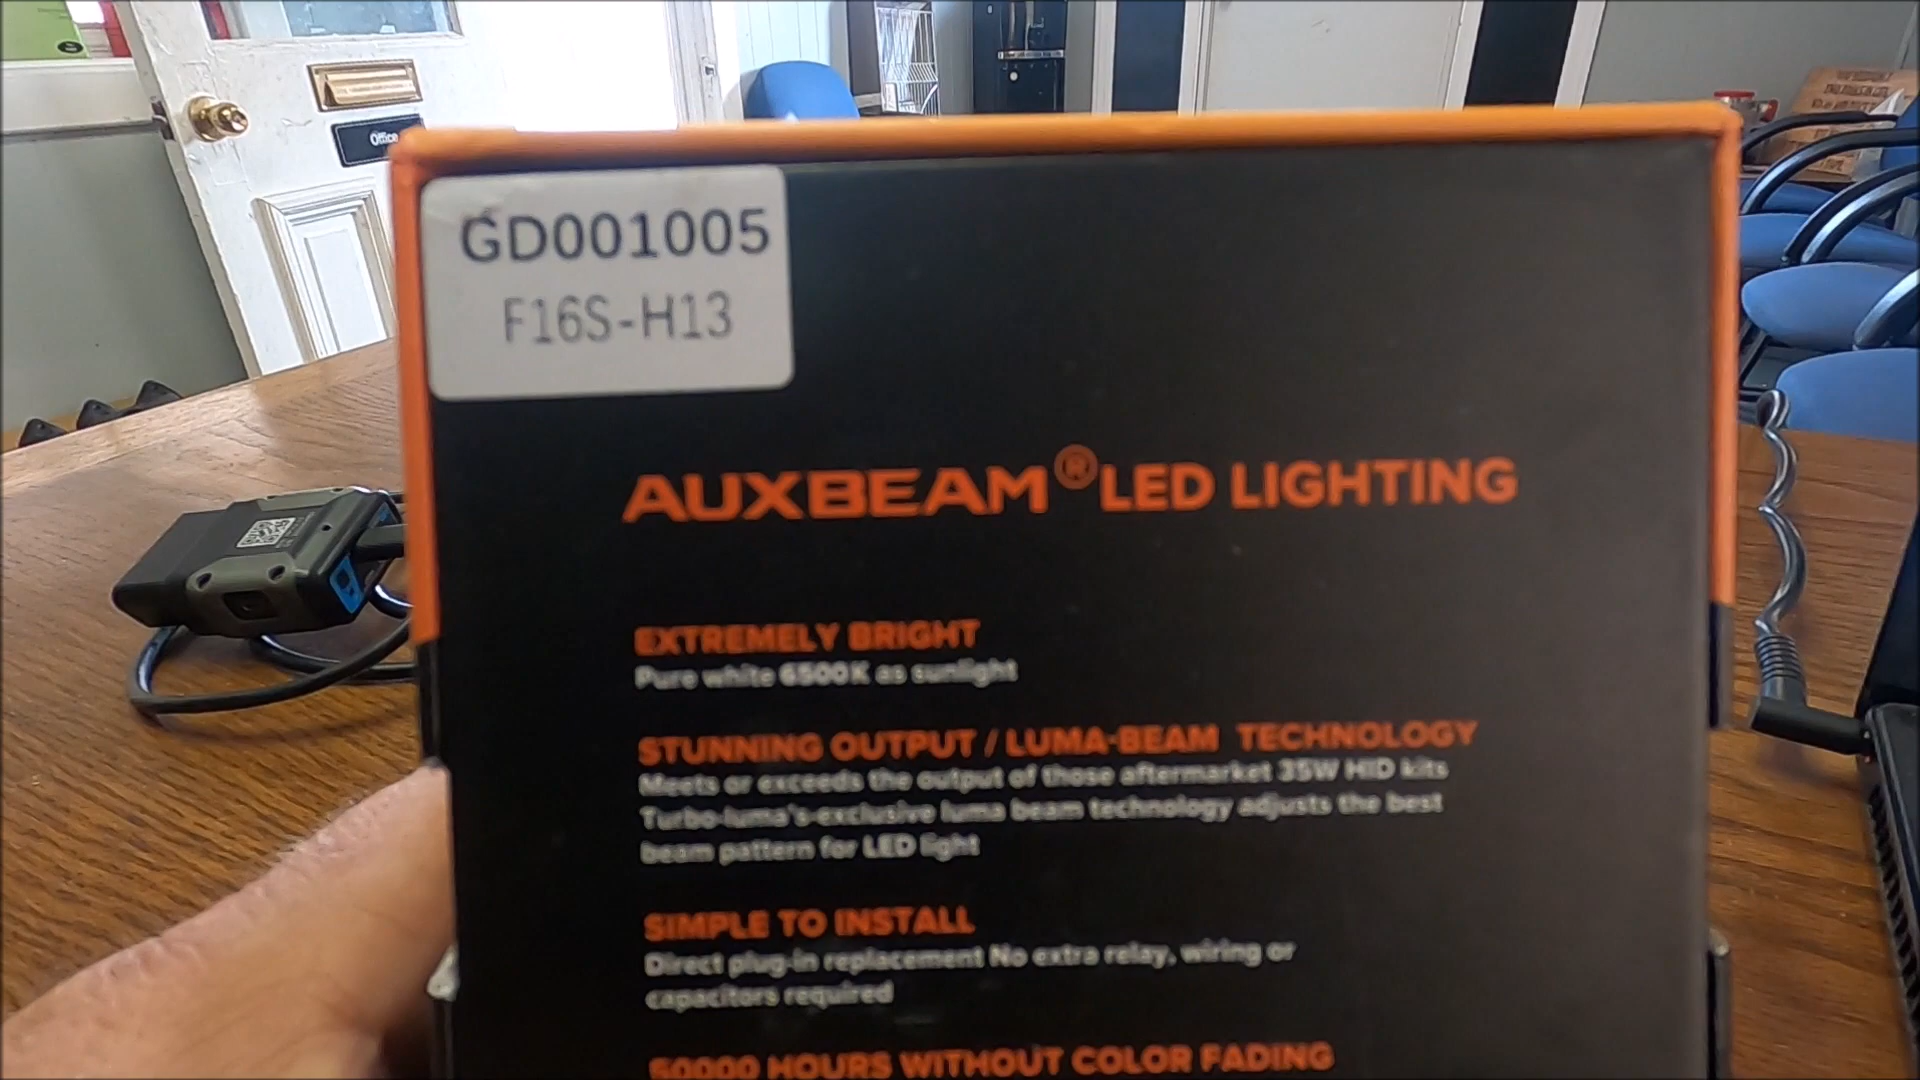 Office
GD001005
F16S-H13
AUXBEAM® LED LIGHTING
EXTREMELY BRIGHT
Pure white 6500K as sunlight
STUNNING OUTPUT / LUMA-BEAM TECHNOLOGY
Meets or exceeds the output of those aftermarket 35W HID kits
Turbo-luma's-exclusive luma beam technology adjusts the best
beam pattern for LED light
SIMPLE TO INSTALL
Direct plug-in replacement No extra relay, wiring or
capacitors required
50000 HOURS WITHOUT COLOR FADING